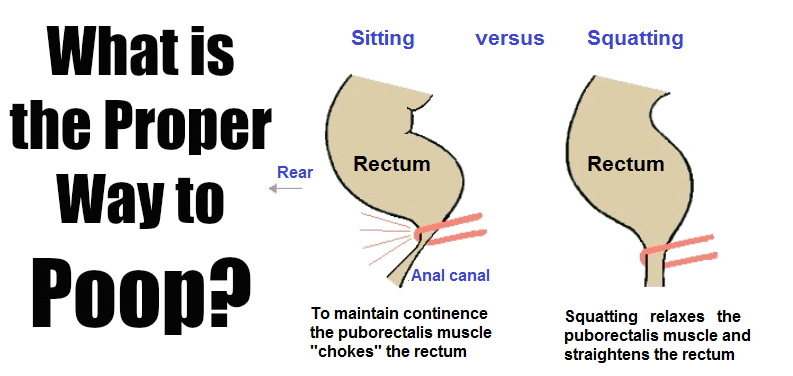 What is
the Proper
Way to
Poop?
Sitting versus Squatting
Rectum
Rear
Anal canal
To maintain continence
the puborectalis muscle
"chokes" the rectum
Rectum
Squatting relaxes the
puborectalis muscle and
straightens the rectum